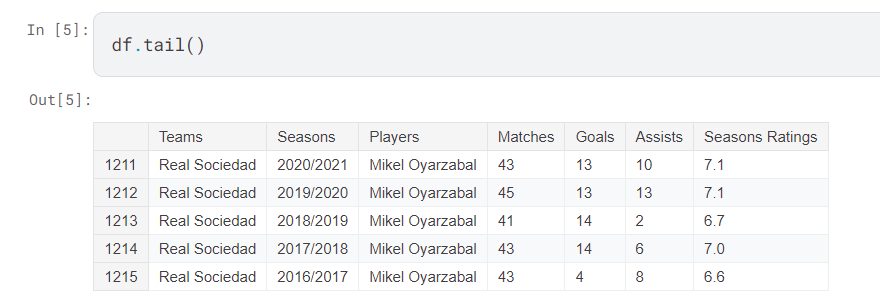 In [5]:
df.tail()
Out[5]:
Teams Seasons Players Matches Goals Assists Seasons Ratings
1211 Real Sociedad 2020/2021 Mikel Oyarzabal 43 13 10 7.1
1212 Real Sociedad 2019/2020 Mikel Oyarzabal 45 13 13 7.1
1213 Real Sociedad 2018/2019 Mikel Oyarzabal 41 14 2 6.7
1214 Real Sociedad 2017/2018 Mikel Oyarzabal 43 14 6 7.0
1215 Real Sociedad 2016/2017 Mikel Oyarzabal 43 4 8 6.6